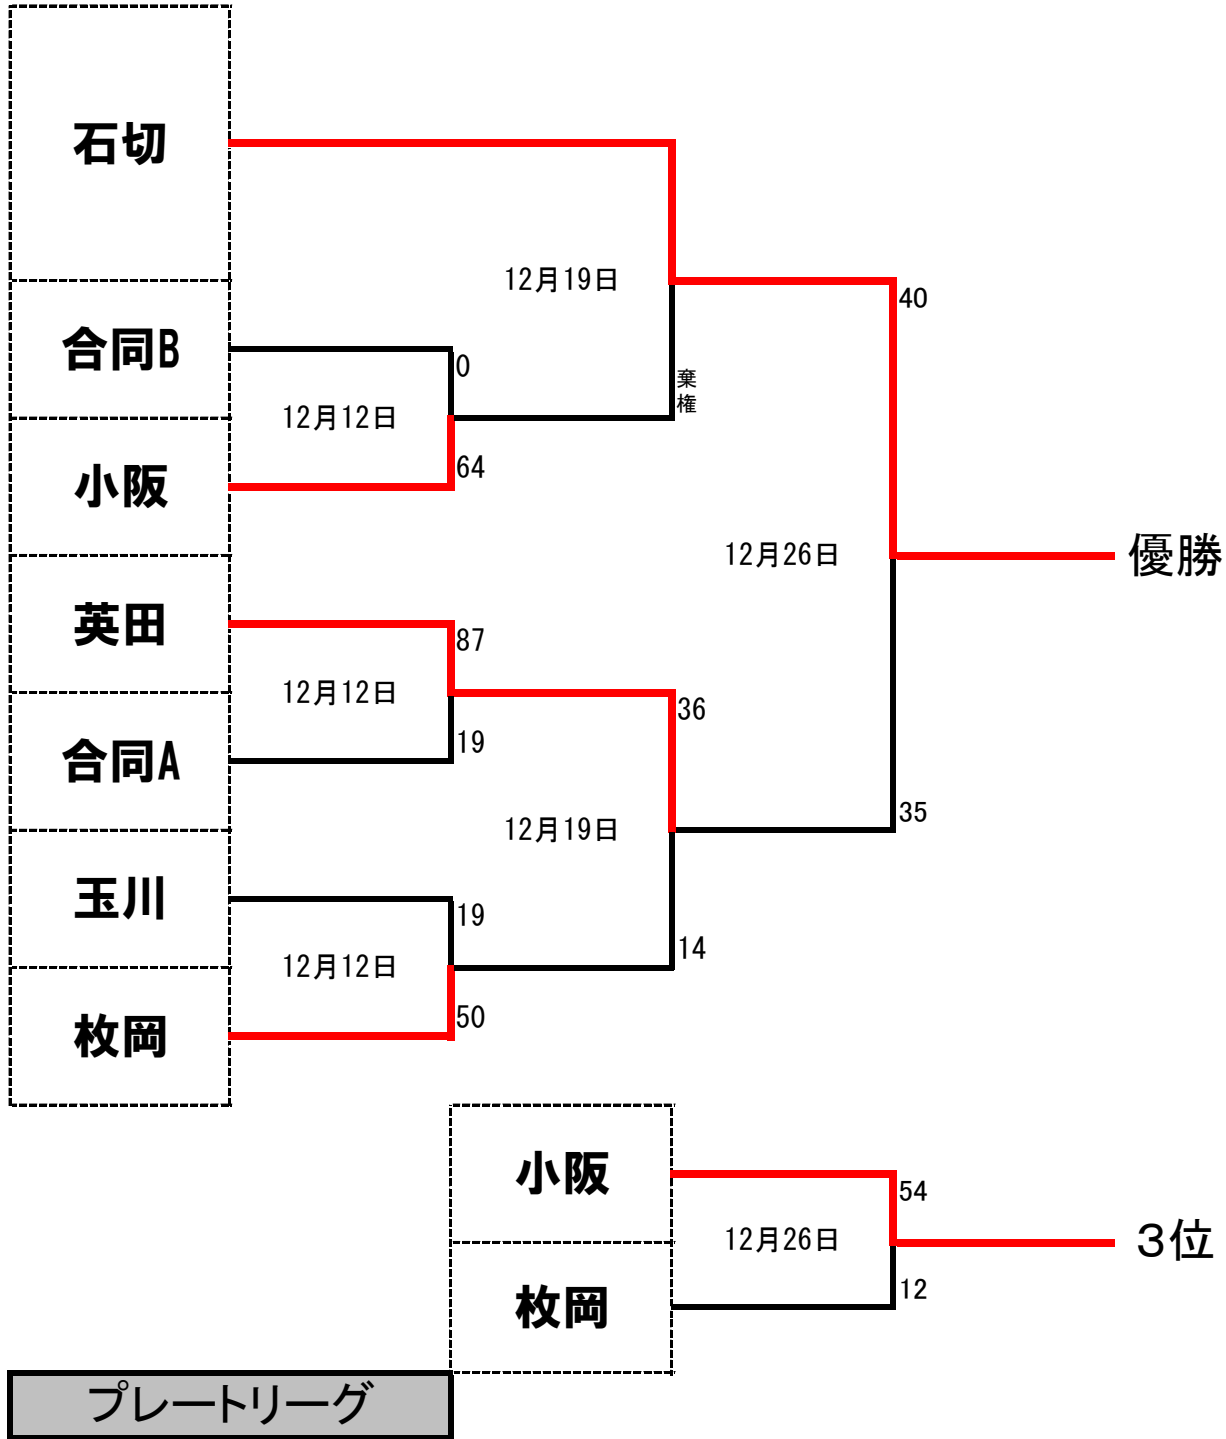 石切
12月19日
40
合同B
0
棄権
12月12日
小阪
64
12月26日
優勝
英田
87
12月12日
36
合同A
19
12月19日
35
玉川
19
14
12月12日
枚岡
50
小阪
54
12月26日
3位
枚岡
12
プレートリーグ